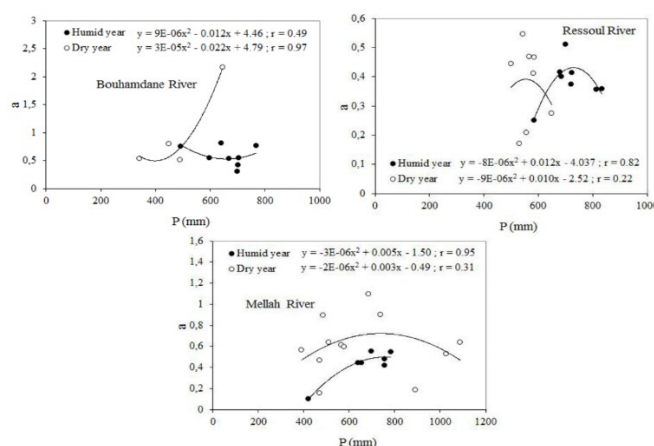 ● Humid year y = 9E-06x² - 0.012x + 4.46 ; r = 0.49
○ Dry year y = 3E-05x² - 0.022x + 4.79 ; r = 0.97
Bouhamdane River
3
2,5
2
1,5
1
0,5
0
a
0 200 400 600 800 1000
P (mm)
Ressoul River
0,6
0,5
0,4
0,3
0,2
0,1
0
a
● Humid year y = -8E-06x² + 0.012x - 4.037 ; r = 0.82
○ Dry year y = -9E-06x² + 0.010x - 2.52 ; r = 0.22
0 200 400 600 800 1000
P (mm)
● Humid year y = -3E-06x² + 0.005x - 1.50 ; r = 0.95
○ Dry year y = -2E-06x² + 0.003x - 0.49 ; r = 0.31
Mellah River
1,6
1,4
1,2
1
0,8
0,6
0,4
0,2
0
a
0 200 400 600 800 1000 1200
P (mm)